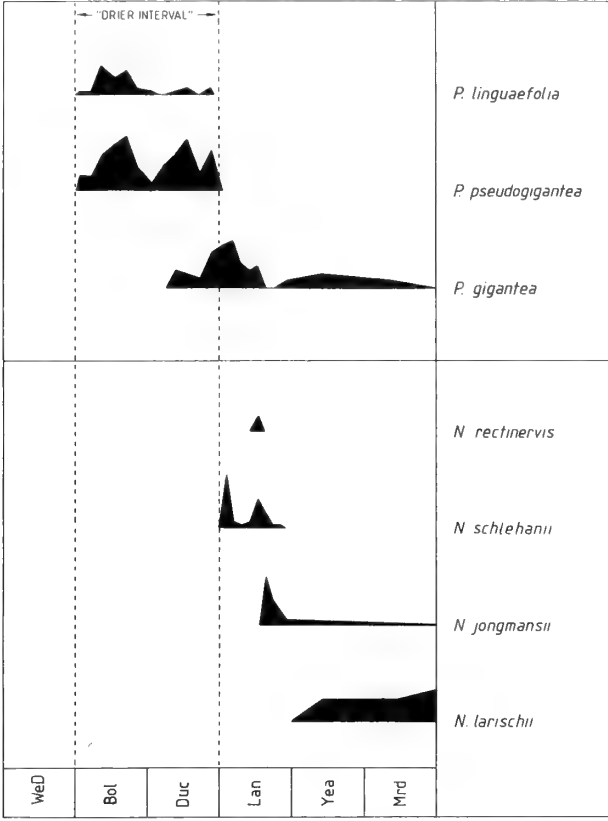 "DRIER INTERVAL"
P. linguaefolia
P. pseudogigantea
P. gigantea
N rectinervis
N schlehanii
N jongmansii
N. larischii
WeD
Bol
Duc
Lan
Yea
Mrd